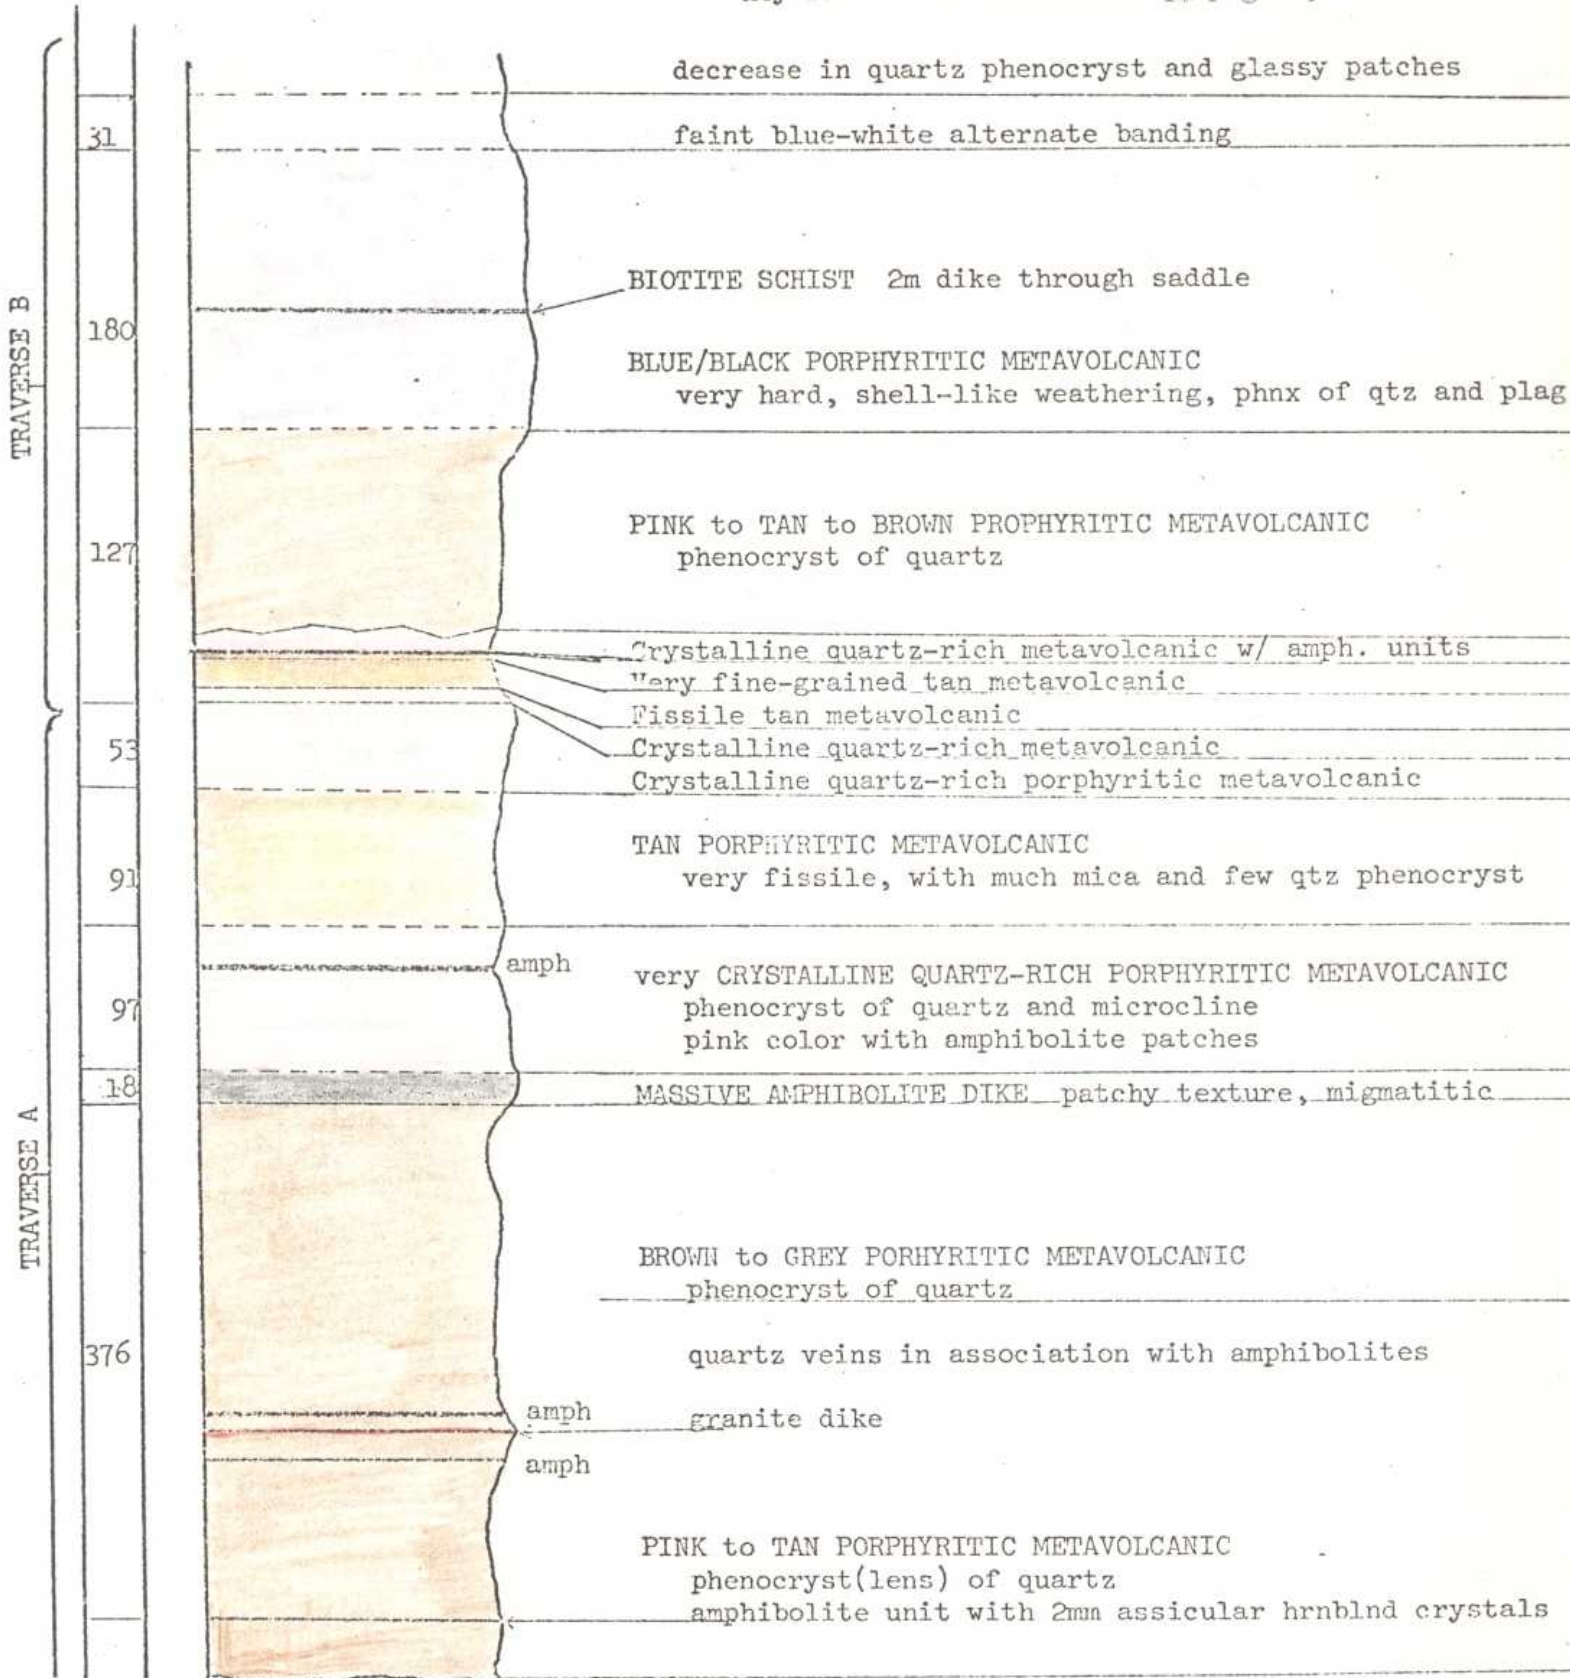 decrease in quartz phenocryst and glassy patches
31
faint blue-white alternate banding
BIOTITE SCHIST 2m dike through saddle
TRAVERSE B
180
BLUE/BLACK PORPHYRITIC METAVOLCANIC
very hard, shell-like weathering, phnx of qtz and plag
PINK to TAN to BROWN PROPHYRITIC METAVOLCANIC
127
phenocryst of quartz
Crystalline quartz-rich metavolcanic w/ amph. units
Very fine-grained tan metavolcanic
Fissile tan metavolcanic
53
Crystalline quartz-rich metavolcanic
Crystalline quartz-rich porphyritic metavolcanic
TAN PORPHYRITIC METAVOLCANIC
91
very fissile, with much mica and few qtz phenocryst
amph
very CRYSTALLINE QUARTZ-RICH PORPHYRITIC METAVOLCANIC
97
phenocryst of quartz and microcline
pink color with amphibolite patches
18
MASSIVE AMPHIBOLITE DIKE patchy texture, migmatitic
TRAVERSE A
BROWN to GREY PORHYRITIC METAVOLCANIC
phenocryst of quartz
376
quartz veins in association with amphibolites
amph
granite dike
amph
PINK to TAN PORPHYRITIC METAVOLCANIC
phenocryst(lens) of quartz
amphibolite unit with 2mm assicular hrnblnd crystals